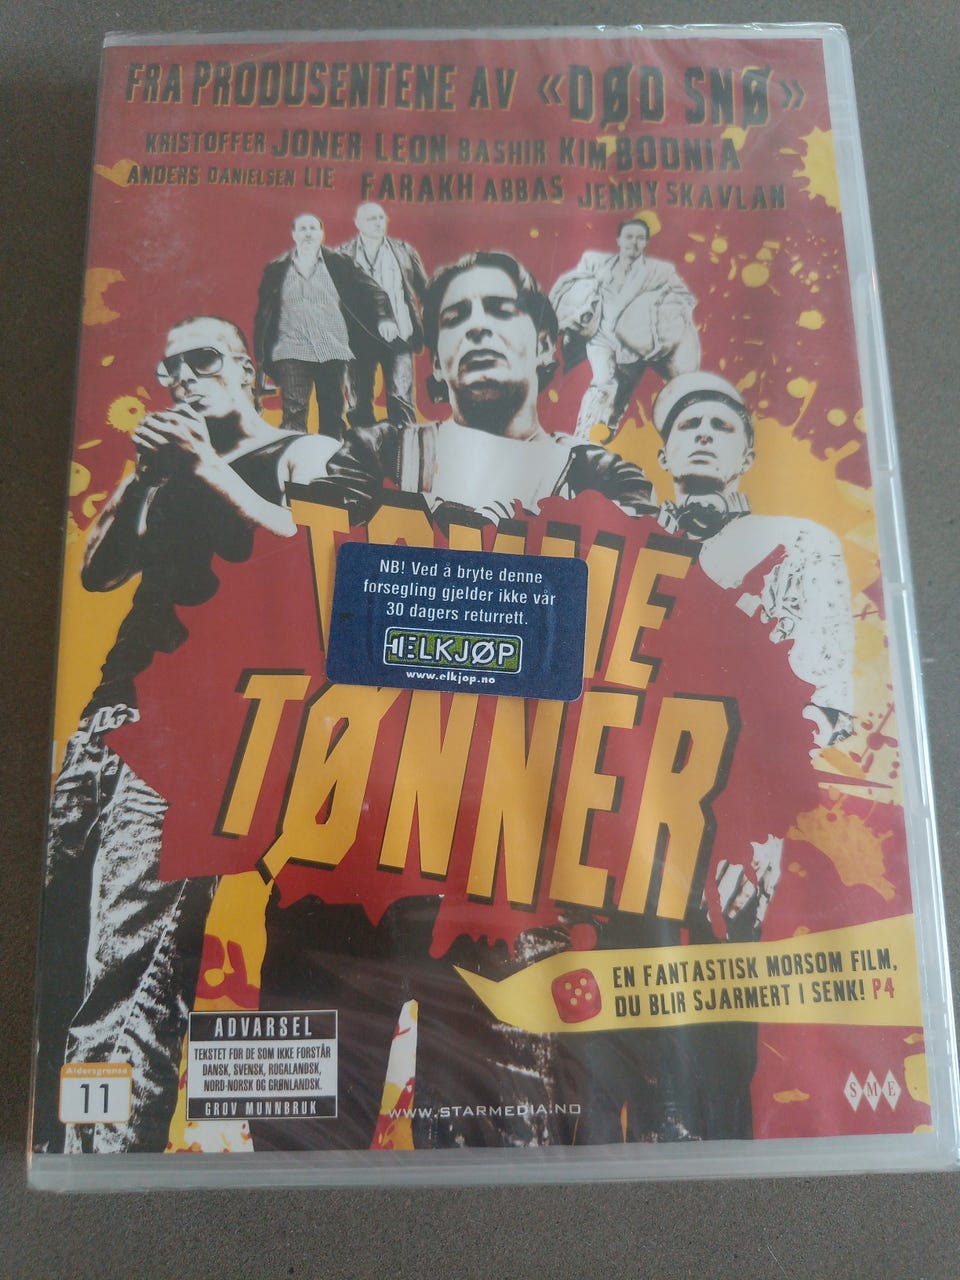 FRA PRODUSENTENE AV «DØD SNØ»
KRISTOFFER JONER LEON BASHIR KIM BODNIA
ANDERS DANIELSEN LIE FARAKH ABBAS JENNY SKAVLAN
TOMME
NB! Ved å bryte denne
forsegling gjelder ikke vår
30 dagers returrett.
ELKJØP
www.elkjop.no
TØNNER
EN FANTASTISK MORSOM FILM,
DU BLIR SJARMERT I SENK! P4
ADVARSEL
TEKSTET FOR DE SOM IKKE FORSTÅR
DANSK, SVENSK, ROGALANDSK,
NORD-NORSK OG GRØNLANDSK.
GROV MUNNBRUK
Aldersgrense
11
WWW.STARMEDIA.NO
SME